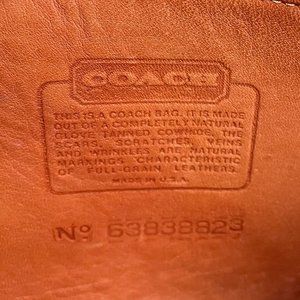 COACH
THIS IS A COACH BAG. IT IS MADE
OUT OF A COMPLETELY NATURAL
GLOVE TANNED COWHIDE. THE
SCARS, SCRATCHES, VEINS
AND WRINKLES ARE NATURAL
MARKINGS CHARACTERISTIC
OF FULL-GRAIN LEATHERS.
MADE IN U.S.A.
No 63838823